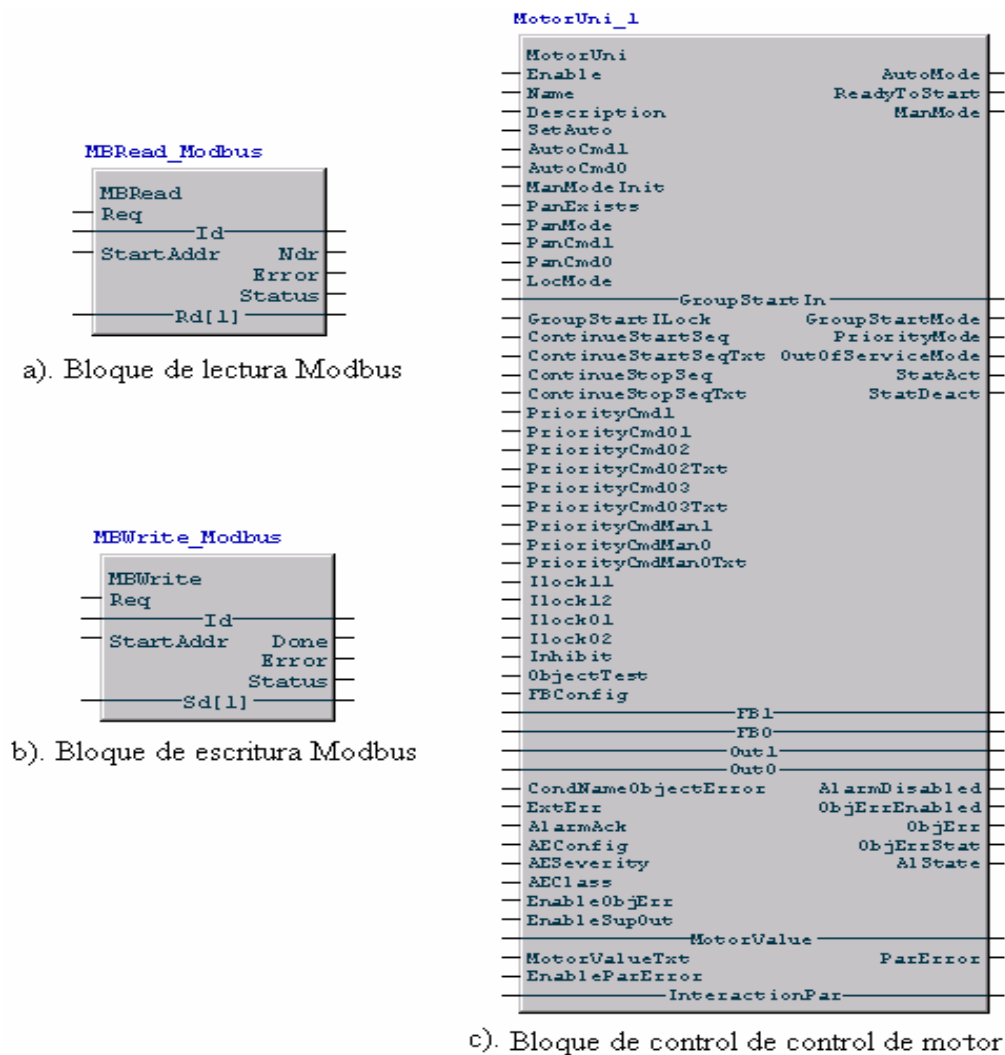 MBRead_Modbus
MBRead
Req
Id
StartAddr Ndr
Error
Status
Rd[1]
a). Bloque de lectura Modbus
MBWrite_Modbus
MBWrite
Req
Id
StartAddr Done
Error
Status
Sd[1]
b). Bloque de escritura Modbus
MotorUni_1
MotorUni
Enable AutoMode
Name ReadyToStart
Description ManMode
SetAuto
AutoCmd1
AutoCmd0
ManModeInit
PanExists
PanMode
PanCmd1
PanCmd0
LocMode
GroupStartIn
GroupStartILock GroupStartMode
ContinueStartSeq PriorityMode
ContinueStartSeqTxt OutOfServiceMode
ContinueStopSeq StatAct
ContinueStopSeqTxt StatDeact
PriorityCmd1
PriorityCmd01
PriorityCmd02
PriorityCmd02Txt
PriorityCmd03
PriorityCmd03Txt
PriorityCmdMan1
PriorityCmdMan0
PriorityCmdMan0Txt
Ilock11
Ilock12
Ilock01
Ilock02
Inhibit
ObjectTest
FBConfig
FB1
FB0
Out1
Out0
CondNameObjectError AlarmDisabled
ExtErr ObjErrEnabled
AlarmAck ObjErr
AEConfig ObjErrStat
AESeverity AlState
AEClass
EnableObjErr
EnableSupOut
MotorValue
MotorValueTxt ParError
EnableParError
InteractionPar
c). Bloque de control de control de motor